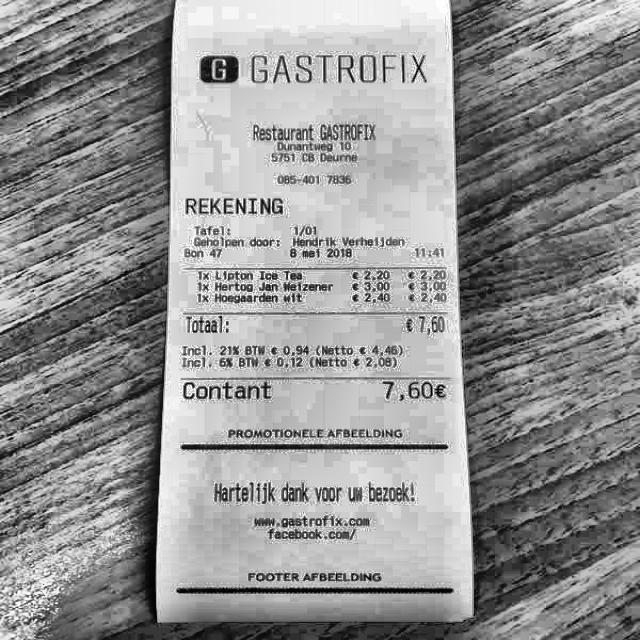 G GASTROFIX
Restaurant GASTROFIX
Dunantweg 10
5751 CB Deurne
085-401 7836
REKENING
Tafel: 1/01
Geholpen door: Hendrik Verheijden
Bon 47 8 mei 2018 11:41
1x Lipton Ice Tea € 2,20 € 2,20
1x Hertog Jan Weizener € 3,00 € 3,00
1x Hoegaarden wit € 2,40 € 2,40
Totaal: € 7,60
Incl. 21% BTW € 0,94 (Netto € 4,46)
Incl. 6% BTW € 0,12 (Netto € 2,08)
Contant 7,60€
PROMOTIONELE AFBEELDING
Hartelijk dank voor uw bezoek!
www.gastrofix.com
facebook.com/
FOOTER AFBEELDING